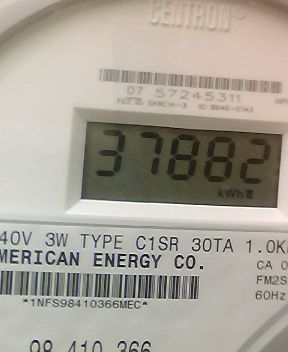 CENTRON®
07 57245311
37882
kWh
40V 3W TYPE C1SR 30TA 1.0K
MERICAN ENERGY CO.
CA 0
FM2S
60Hz
*1NFS98410366MEC*
98 410 366